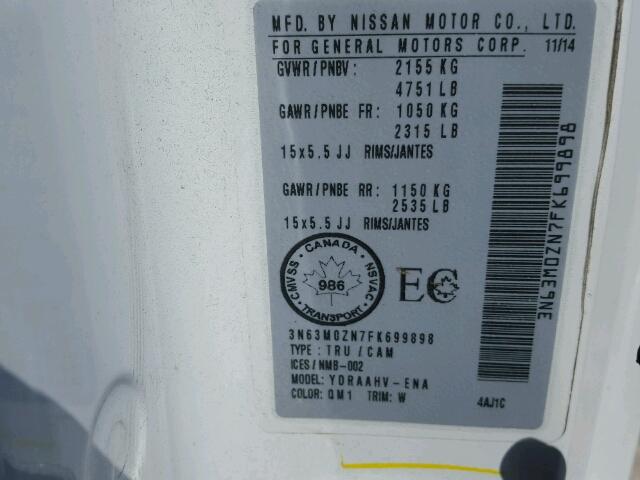 MFD. BY NISSAN MOTOR CO., LTD.
FOR GENERAL MOTORS CORP. 11/14
GVWR/PNBV: 2155 KG
4751 LB
GAWR/PNBE FR: 1050 KG
2315 LB
15x5.5 JJ RIMS/JANTES
GAWR/PNBE RR: 1150 KG
2535 LB
15x5.5 JJ RIMS/JANTES
CANADA
CMVSS NSVAC
986
TRANSPORT
EC
3N63M0ZN7FK699898
TYPE: TRU/CAM
ICES/NMB-002
MODEL: YDRAAHV-ENA
COLOR: QM1 TRIM: W 4AJ1C
3N63M0ZN7FK699898